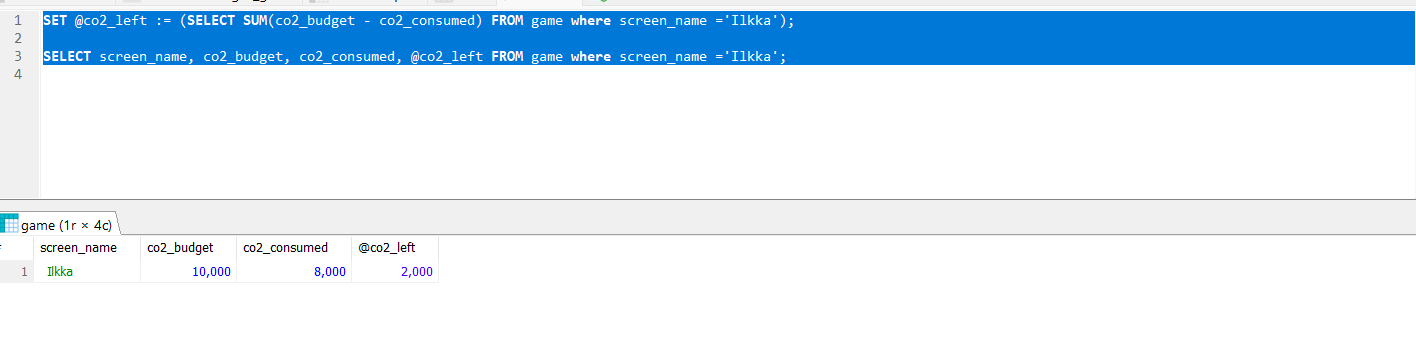 1 SET @co2_left := (SELECT SUM(co2_budget - co2_consumed) FROM game where screen_name ='Ilkka');
2
3 SELECT screen_name, co2_budget, co2_consumed, @co2_left FROM game where screen_name ='Ilkka';
4
game (1r × 4c)
screen_name co2_budget co2_consumed @co2_left
1 Ilkka 10,000 8,000 2,000